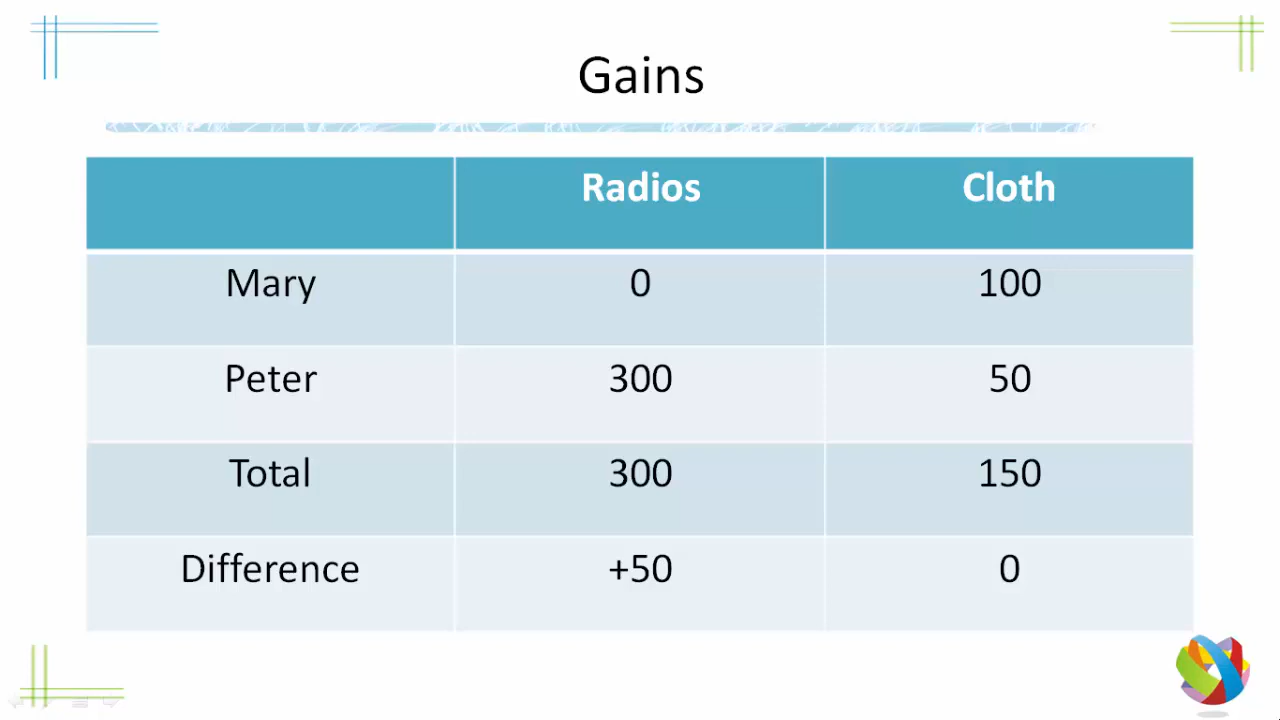 Gains
Radios Cloth
Mary 0 100
Peter 300 50
Total 300 150
Difference +50 0